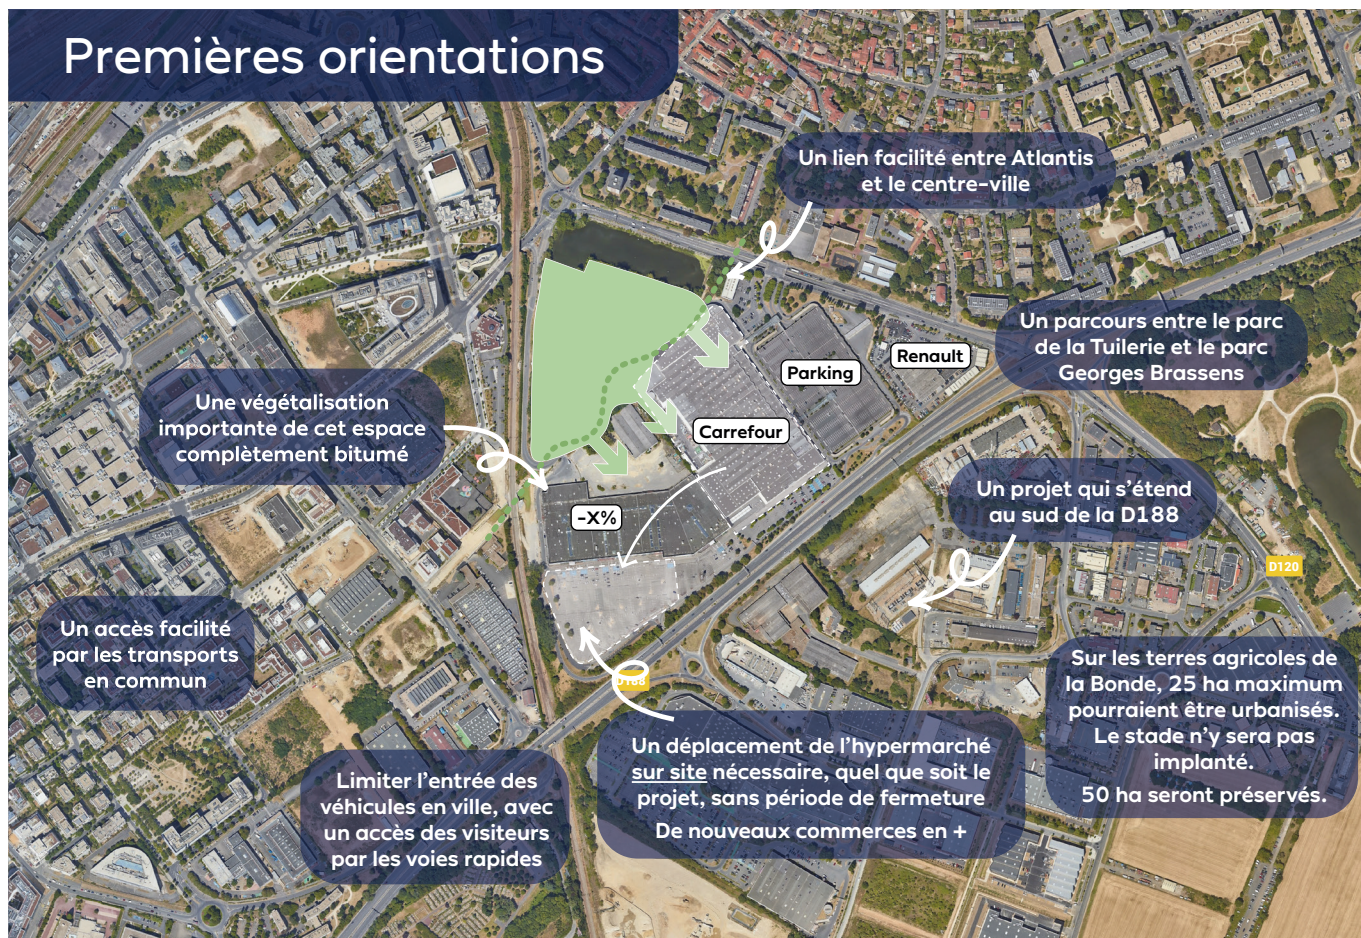 Premières orientations
Un lien facilité entre Atlantis
et le centre-ville
Un parcours entre le parc
de la Tuilerie et le parc
Georges Brassens
Renault
Parking
Carrefour
Une végétalisation
importante de cet espace
complètement bitumé
-X%
Un projet qui s'étend
au sud de la D188
D120
Un accès facilité
par les transports
en commun
D188
Sur les terres agricoles de
la Bonde, 25 ha maximum
pourraient être urbanisés.
Le stade n'y sera pas
implanté.
50 ha seront préservés.
Un déplacement de l'hypermarché
sur site nécessaire, quel que soit le
projet, sans période de fermeture
De nouveaux commerces en +
Limiter l'entrée des
véhicules en ville, avec
un accès des visiteurs
par les voies rapides